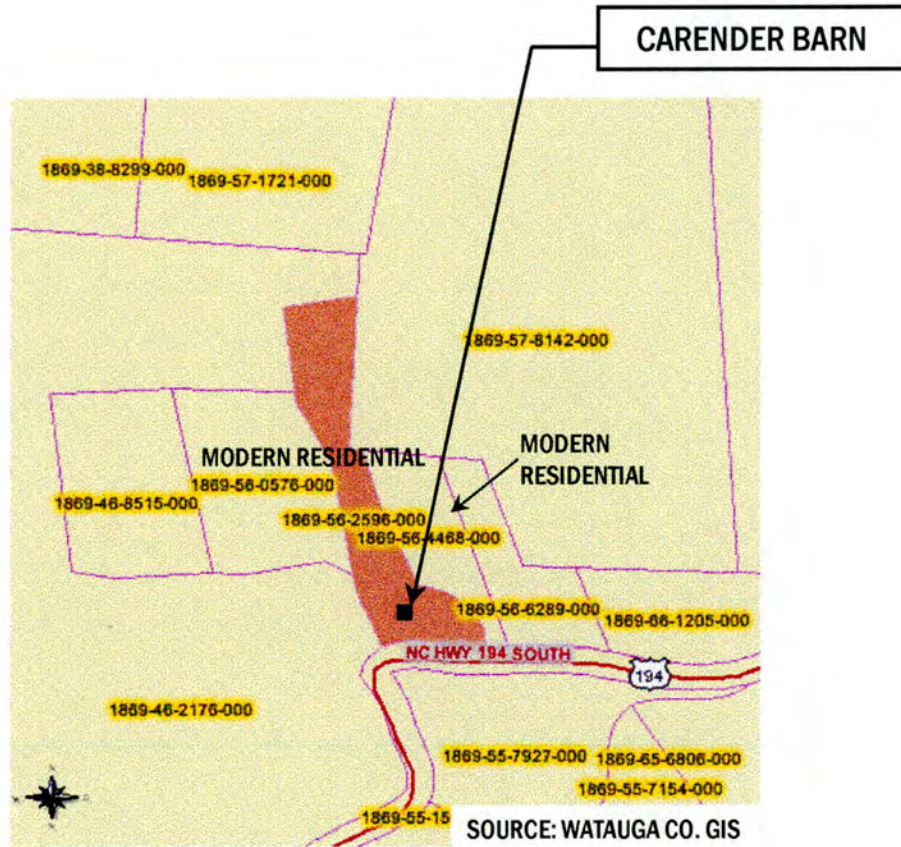 CARENDER BARN
1869-38-8299-000
1869-57-1721-000
1869-57-8142-000
MODERN RESIDENTIAL
MODERN
RESIDENTIAL
1869-56-0576-000
1869-46-8515-000
1869-56-2596-000
1869-56-4468-000
1869-56-6289-000
1869-66-1205-000
NC HWY 194 SOUTH
194
1869-46-2176-000
1869-55-7927-000
1869-65-6806-000
1869-55-7154-000
1869-55-15
SOURCE: WATAUGA CO. GIS